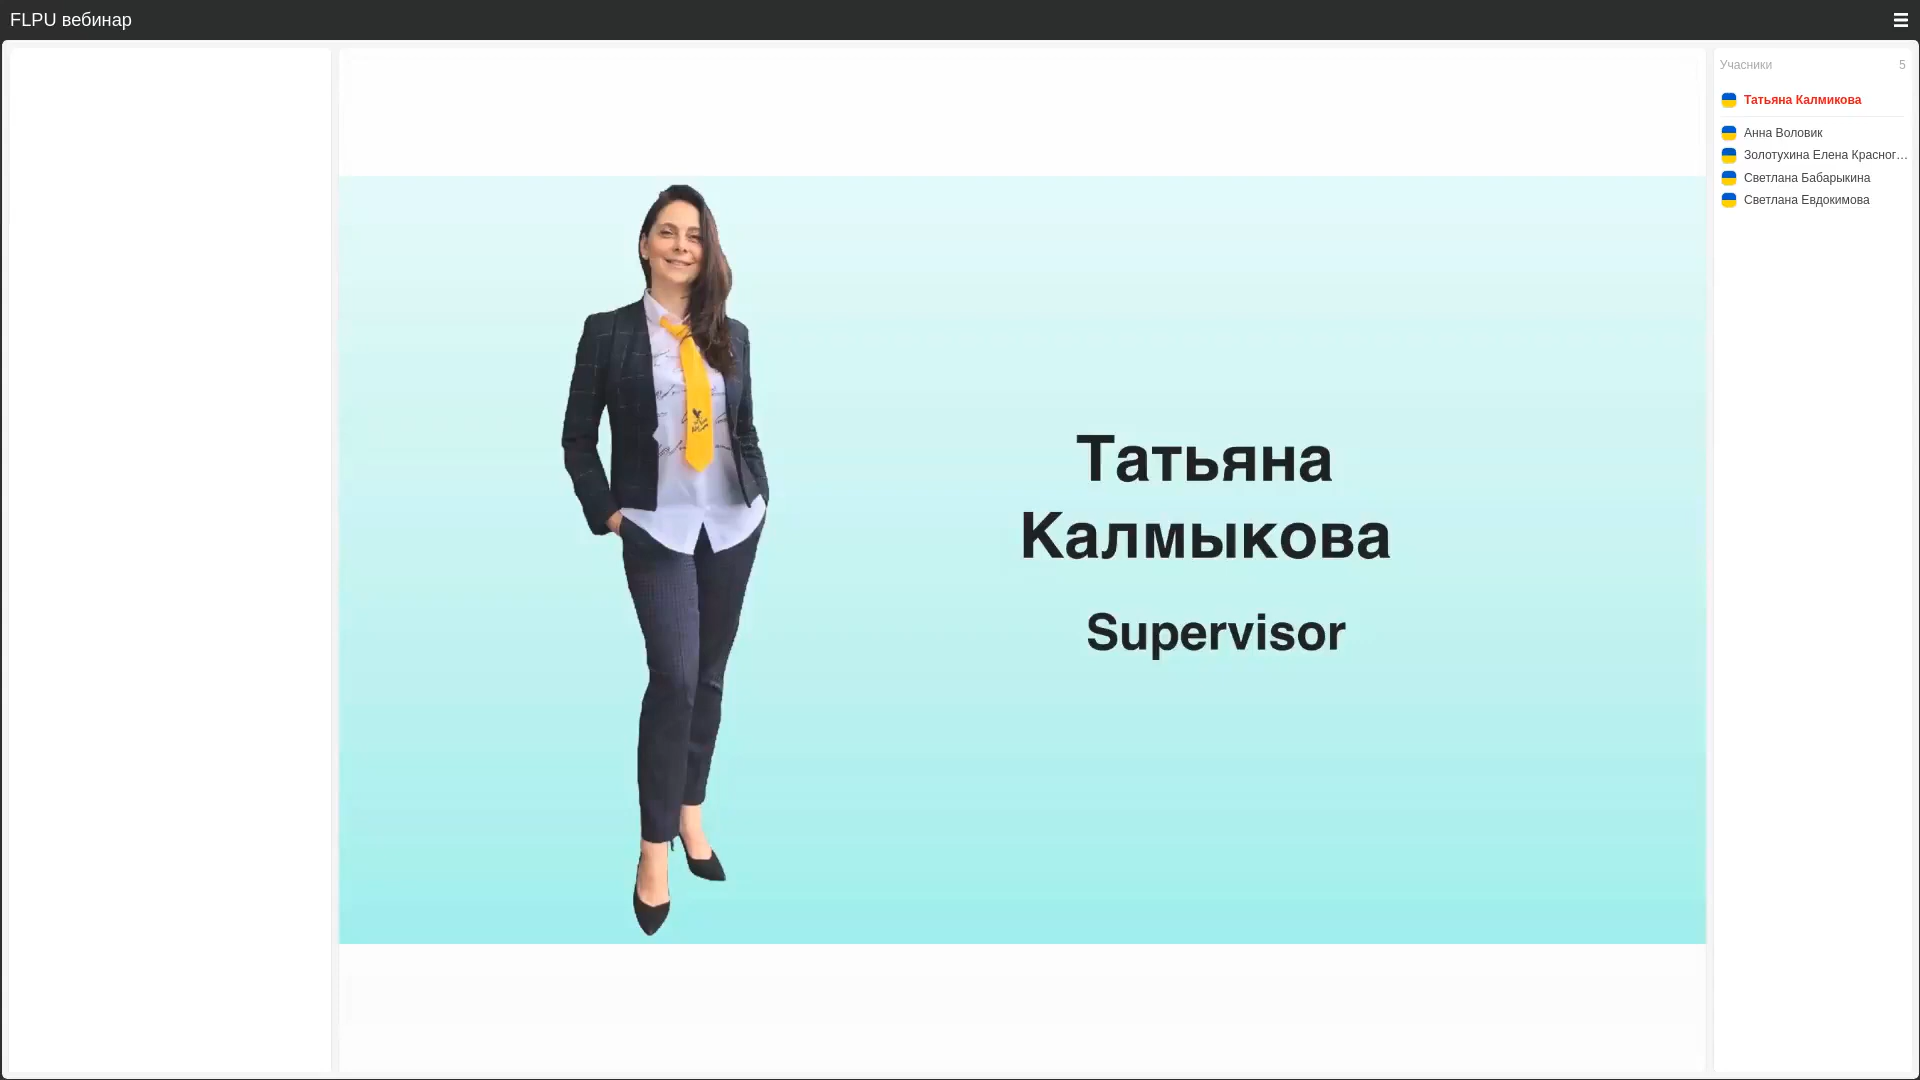 FLPU вебинар
Учасники 5
Татьяна Калмикова
Анна Воловик
Золотухина Елена Красног…
Светлана Бабарыкина
Светлана Евдокимова
Татьяна
Калмыкова
Supervisor